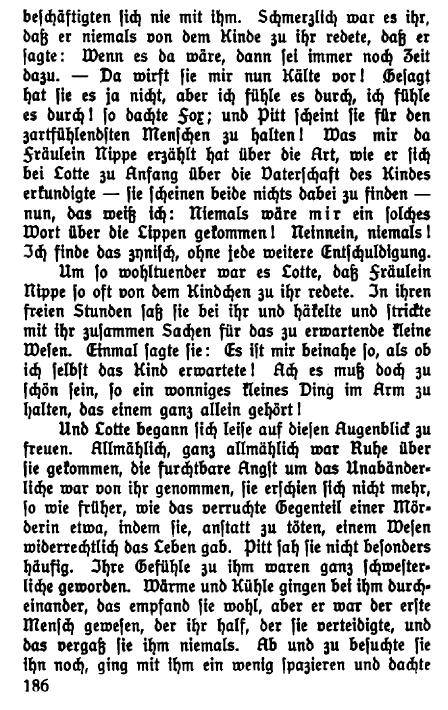 beschäftigten sich nie mit ihm. Schmerzlich war es ihr,
daß er niemals von dem Kinde zu ihr redete, daß er
sagte: Wenn es da wäre, dann sei immer noch Zeit
dazu. — Da wirft sie mir nun Kälte vor! Gesagt
hat sie es ja nicht, aber ich fühle es durch, ich fühle
es durch! so dachte Fox; und Pitt scheint sie für den
zartfühlendsten Menschen zu halten! Was mir da
Fräulein Nippe erzählt hat über die Art, wie er sich
bei Lotte zu Anfang über die Vaterschaft des Kindes
erkundigte — sie scheinen beide nichts dabei zu finden —
nun, das weiß ich: Niemals wäre mir ein solches
Wort über die Lippen gekommen! Neinnein, niemals!
Ich finde das zynisch, ohne jede weitere Entschuldigung.
Um so wohltuender war es Lotte, daß Fräulein
Nippe so oft von dem Kindchen zu ihr redete. In ihren
freien Stunden saß sie bei ihr und häkelte und strickte
mit ihr zusammen Sachen für das zu erwartende kleine
Wesen. Einmal sagte sie: Es ist mir beinahe so, als ob
ich selbst das Kind erwartete! Ach es muß doch zu
schön sein, so ein wonniges kleines Ding im Arm zu
halten, das einem ganz allein gehört!
Und Lotte begann sich leise auf diesen Augenblick zu
freuen. Allmählich, ganz allmählich war Ruhe über
sie gekommen, die furchtbare Angst um das Unabänder-
liche war von ihr genommen, sie erschien sich nicht mehr,
so wie früher, wie das verruchte Gegenteil einer Mör-
derin etwa, indem sie, anstatt zu töten, einem Wesen
widerrechtlich das Leben gab. Pitt sah sie nicht besonders
häufig. Ihre Gefühle zu ihm waren ganz schwester-
liche geworden. Wärme und Kühle gingen bei ihm durch-
einander, das empfand sie wohl, aber er war der erste
Mensch gewesen, der ihr half, der sie verteidigte, und
das vergaß sie ihm niemals. Ab und zu besuchte sie
ihn noch, ging mit ihm ein wenig spazieren und dachte
186